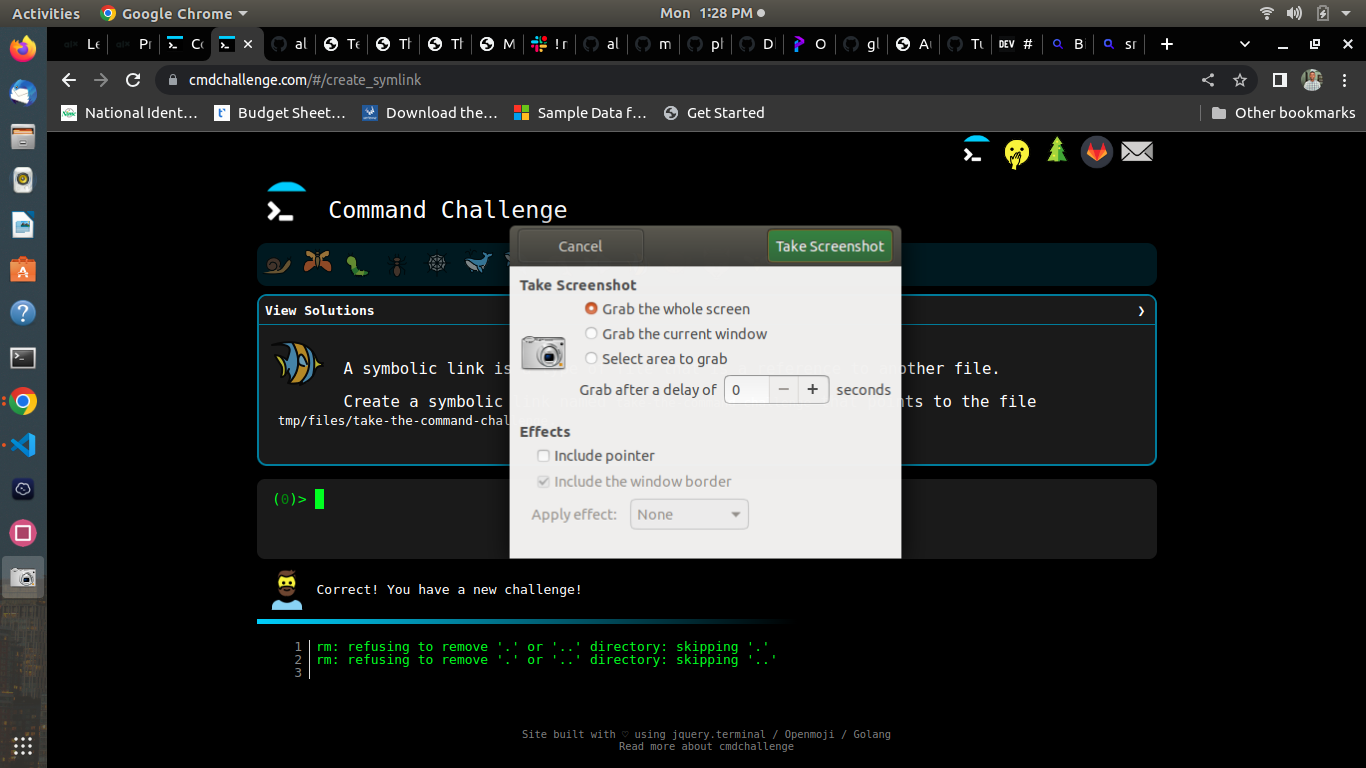 Activities Google Chrome Mon 1:28 PM
Le Pr Co al Te Th Th M ! r al m pl D O gl Au Tu DEV # Bi sr
cmdchallenge.com/#/create_symlink
National Ident... Budget Sheet... Download the... Sample Data f... Get Started Other bookmarks
Command Challenge
Cancel Take Screenshot
Take Screenshot
Grab the whole screen
Grab the current window
Select area to grab
Grab after a delay of 0 − + seconds
Effects
Include pointer
Include the window border
Apply effect: None
View Solutions
A symbolic link is another file.
Create a symbolic nts to the file
tmp/files/take-the-command-chal
(0)>
Correct! You have a new challenge!
1 rm: refusing to remove '.' or '..' directory: skipping '.'
2 rm: refusing to remove '.' or '..' directory: skipping '..'
3
Site built with ♡ using jquery.terminal / Openmoji / Golang
Read more about cmdchallenge